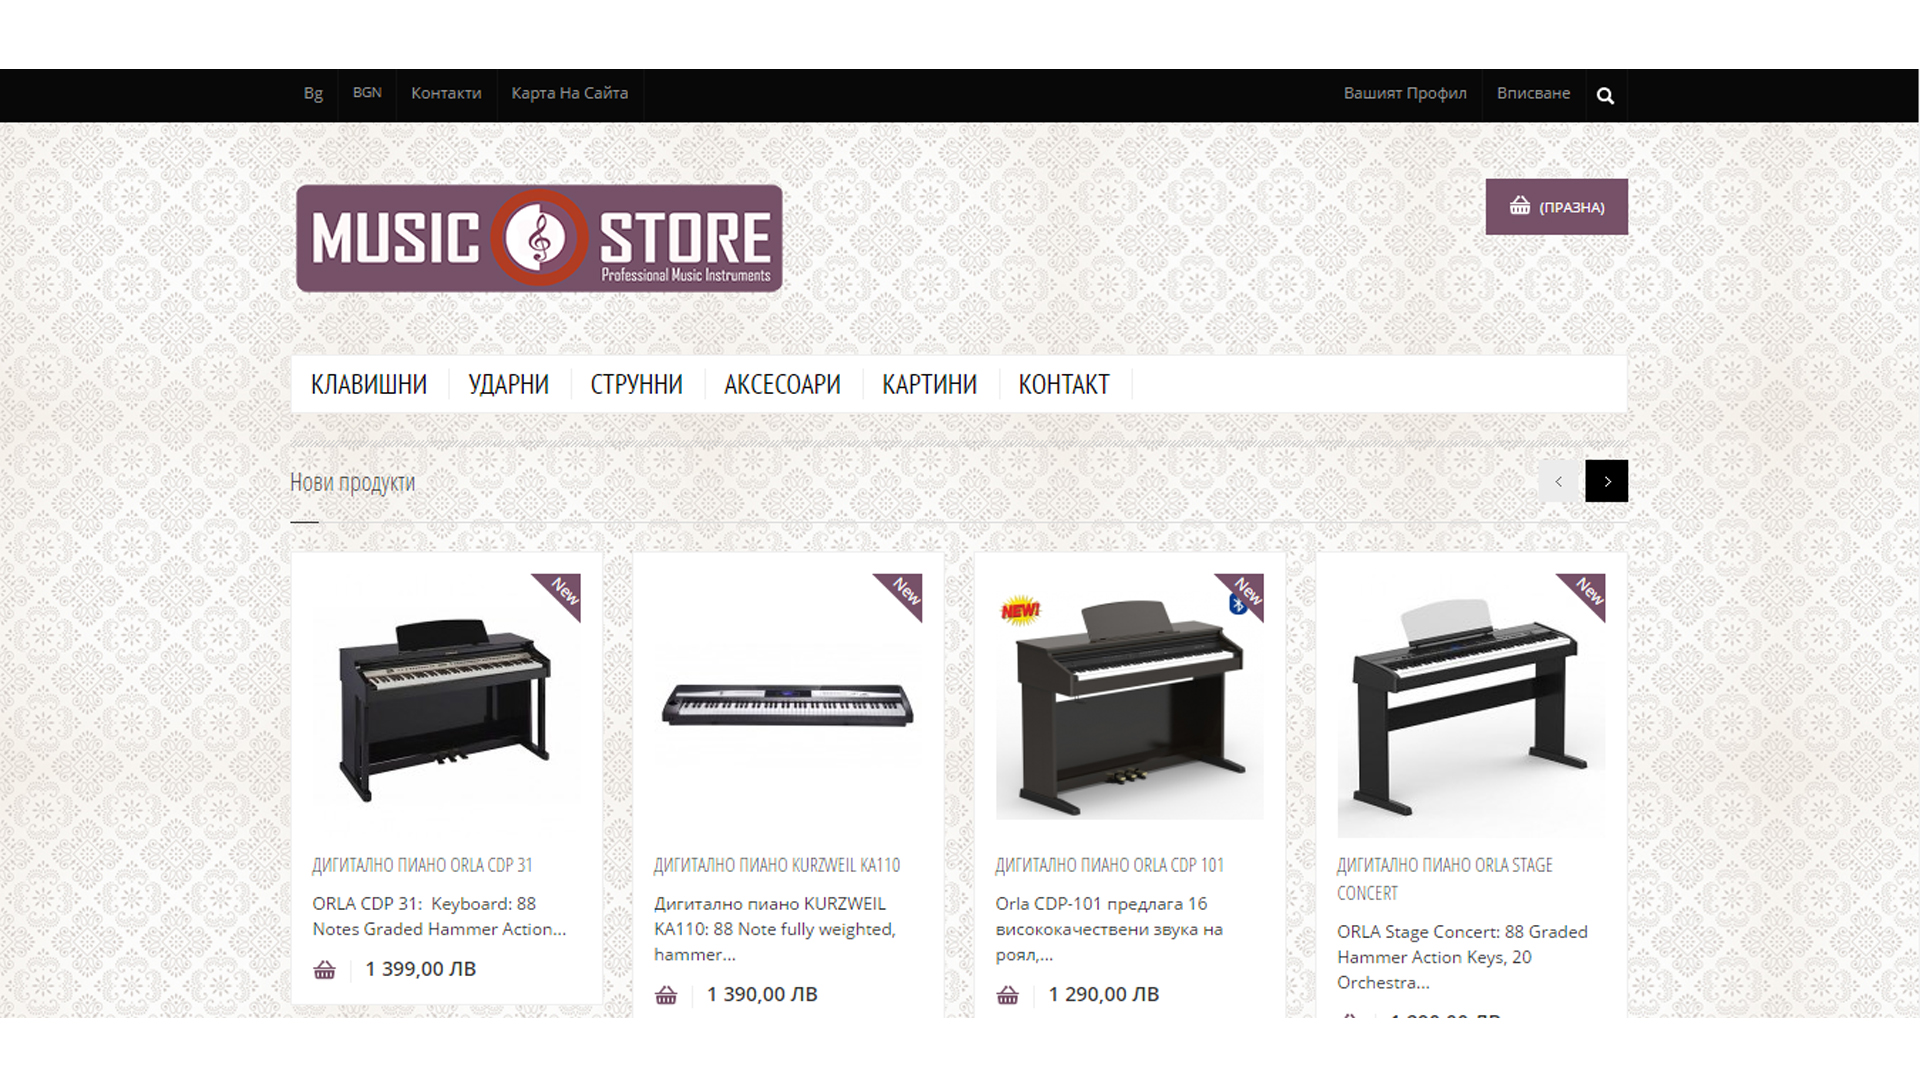 Bg
BGN
Контакти
Карта На Сайта
Вашият Профил
Вписване
MUSIC STORE
Professional Music Instruments
(ПРАЗНА)
КЛАВИШНИ
УДАРНИ
СТРУННИ
АКСЕСОАРИ
КАРТИНИ
КОНТАКТ
Нови продукти
New
New
NEW!
New
New
ДИГИТАЛНО ПИАНО ORLA CDP 31
ORLA CDP 31: Keyboard: 88
Notes Graded Hammer Action...
1 399,00 ЛВ
ДИГИТАЛНО ПИАНО KURZWEIL KA110
Дигитално пиано KURZWEIL
KA110: 88 Note fully weighted,
hammer...
1 390,00 ЛВ
ДИГИТАЛНО ПИАНО ORLA CDP 101
Orla CDP-101 предлага 16
висококачествени звука на
роял,...
1 290,00 ЛВ
ДИГИТАЛНО ПИАНО ORLA STAGE
CONCERT
ORLA Stage Concert: 88 Graded
Hammer Action Keys, 20
Orchestra...